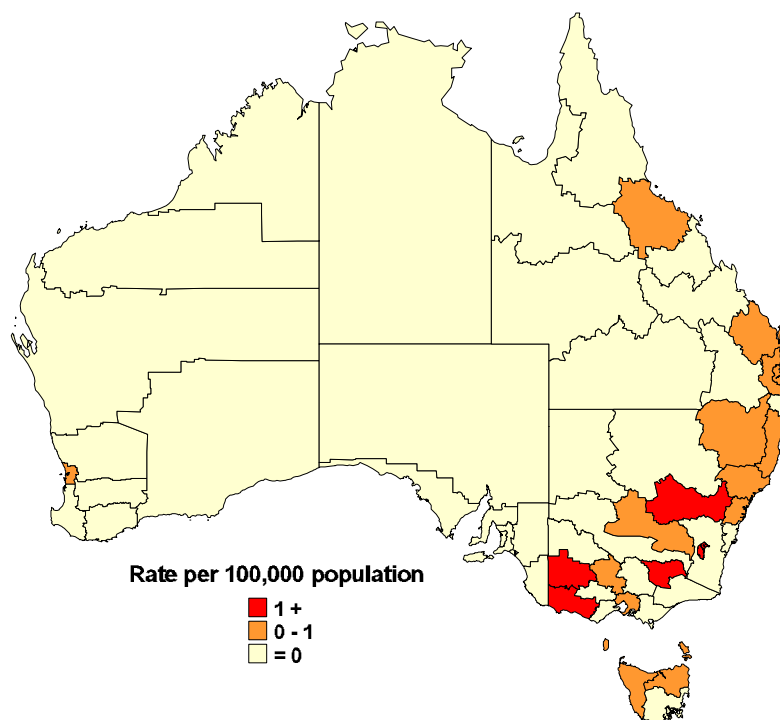 Rate per 100,000 population
1 +
0 - 1
= 0